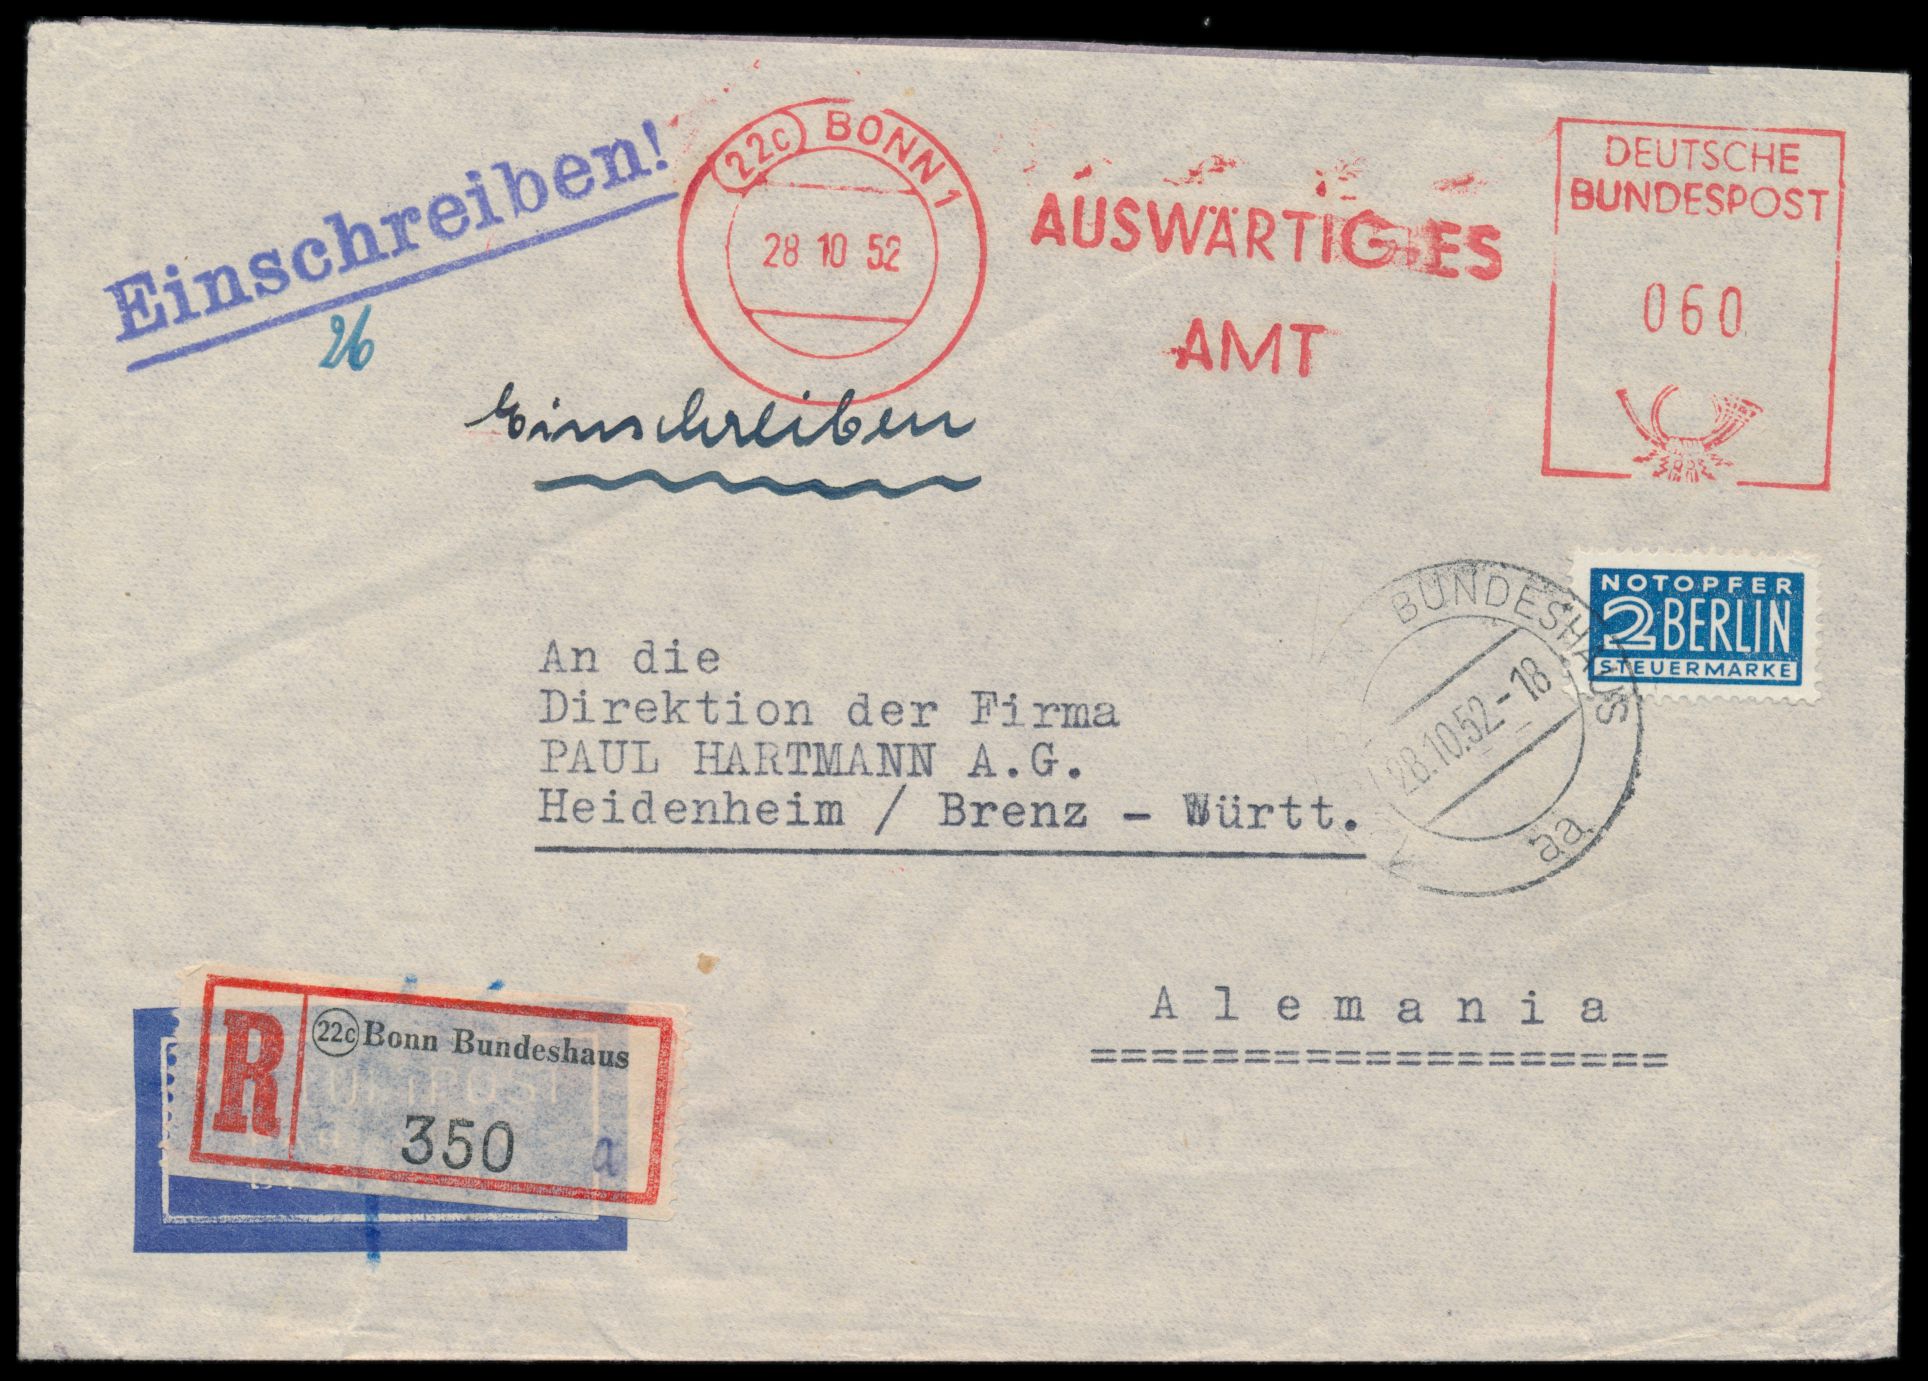 Einschreiben!
26
(22c) BONN 1
28 10 52
AUSWÄRTIGES
AMT
DEUTSCHE
BUNDESPOST
060
Einschreiben
NOTOPFER
2 BERLIN
STEUERMARKE
BUNDESHAUS
28.10.52.-18
aa
An die
Direktion der Firma
PAUL HARTMANN A.G.
Heidenheim / Brenz - Württ.
Alemania
====================
R
(22c) Bonn Bundeshaus
350 a
LUFTPOST